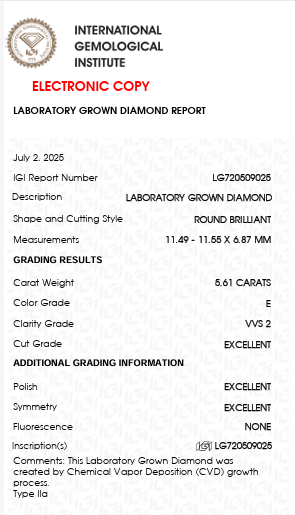 INTERNATIONAL
GEMOLOGICAL
INSTITUTE
ELECTRONIC COPY
LABORATORY GROWN DIAMOND REPORT
July 2, 2025
IGI Report Number LG720509025
Description LABORATORY GROWN DIAMOND
Shape and Cutting Style ROUND BRILLIANT
Measurements 11.49 - 11.55 X 6.87 MM
GRADING RESULTS
Carat Weight 5.61 CARATS
Color Grade E
Clarity Grade VVS 2
Cut Grade EXCELLENT
ADDITIONAL GRADING INFORMATION
Polish EXCELLENT
Symmetry EXCELLENT
Fluorescence NONE
Inscription(s) IGI LG720509025
Comments: This Laboratory Grown Diamond was
created by Chemical Vapor Deposition (CVD) growth
process.
Type IIa